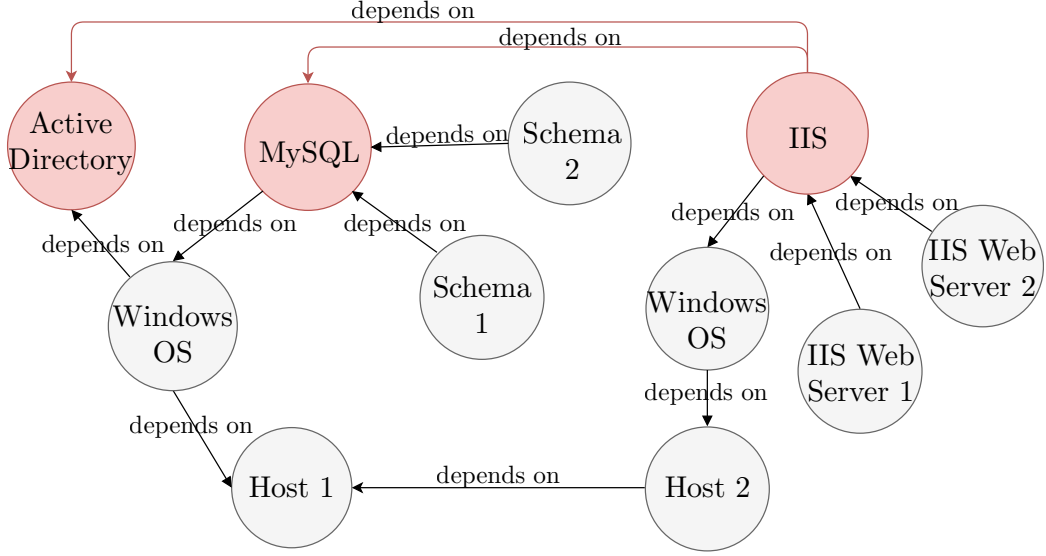 depends on
depends on
Active
Directory
MySQL
depends on
Schema
2
IIS
depends on
depends on
depends on
depends on
depends on
depends on
IIS Web
Server 2
Schema
1
Windows
OS
Windows
OS
IIS Web
Server 1
depends on
depends on
Host 1
depends on
Host 2